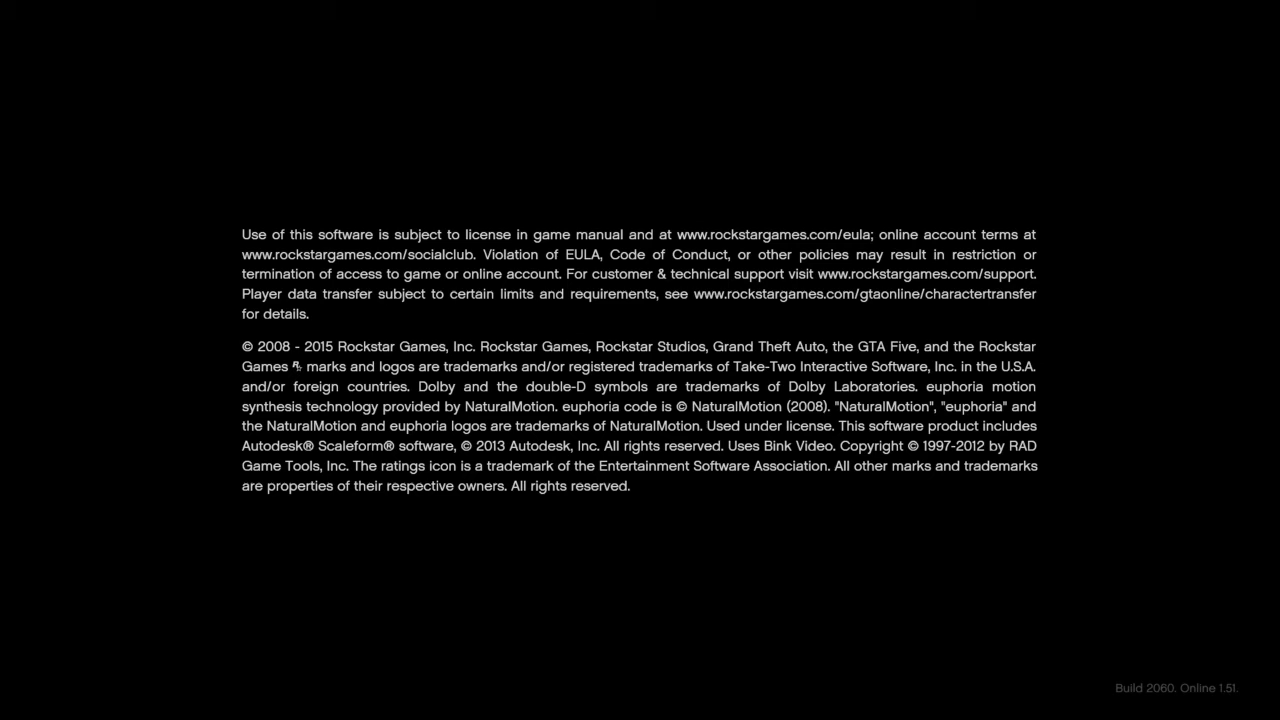 Use of this software is subject to license in game manual and at www.rockstargames.com/eula; online account terms at
www.rockstargames.com/socialclub. Violation of EULA, Code of Conduct, or other policies may result in restriction or
termination of access to game or online account. For customer & technical support visit www.rockstargames.com/support.
Player data transfer subject to certain limits and requirements, see www.rockstargames.com/gtaonline/charactertransfer
for details.
© 2008 - 2015 Rockstar Games, Inc. Rockstar Games, Rockstar Studios, Grand Theft Auto, the GTA Five, and the Rockstar
Games R* marks and logos are trademarks and/or registered trademarks of Take-Two Interactive Software, Inc. in the U.S.A.
and/or foreign countries. Dolby and the double-D symbols are trademarks of Dolby Laboratories. euphoria motion
synthesis technology provided by NaturalMotion. euphoria code is © NaturalMotion (2008). "NaturalMotion", "euphoria" and
the NaturalMotion and euphoria logos are trademarks of NaturalMotion. Used under license. This software product includes
Autodesk® Scaleform® software, © 2013 Autodesk, Inc. All rights reserved. Uses Bink Video. Copyright © 1997-2012 by RAD
Game Tools, Inc. The ratings icon is a trademark of the Entertainment Software Association. All other marks and trademarks
are properties of their respective owners. All rights reserved.
Build 2060. Online 1.51.